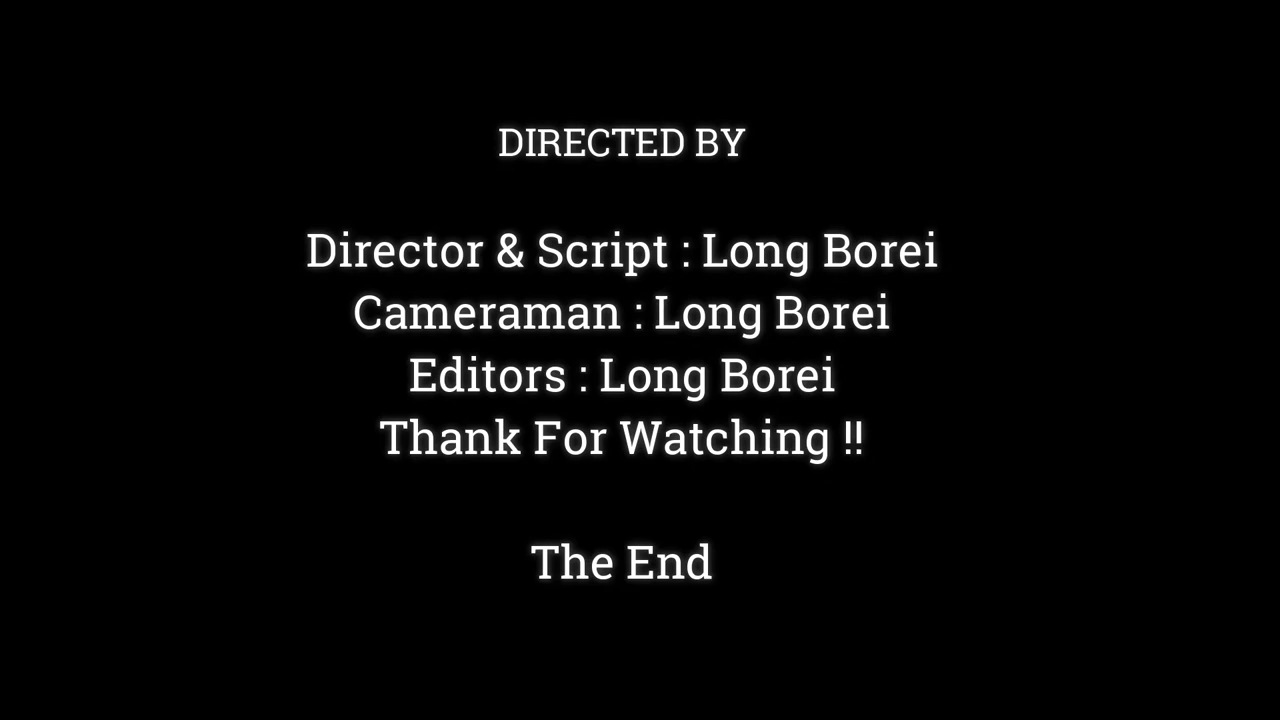 DIRECTED BY
Director & Script : Long Borei
Cameraman : Long Borei
Editors : Long Borei
Thank For Watching !!
The End